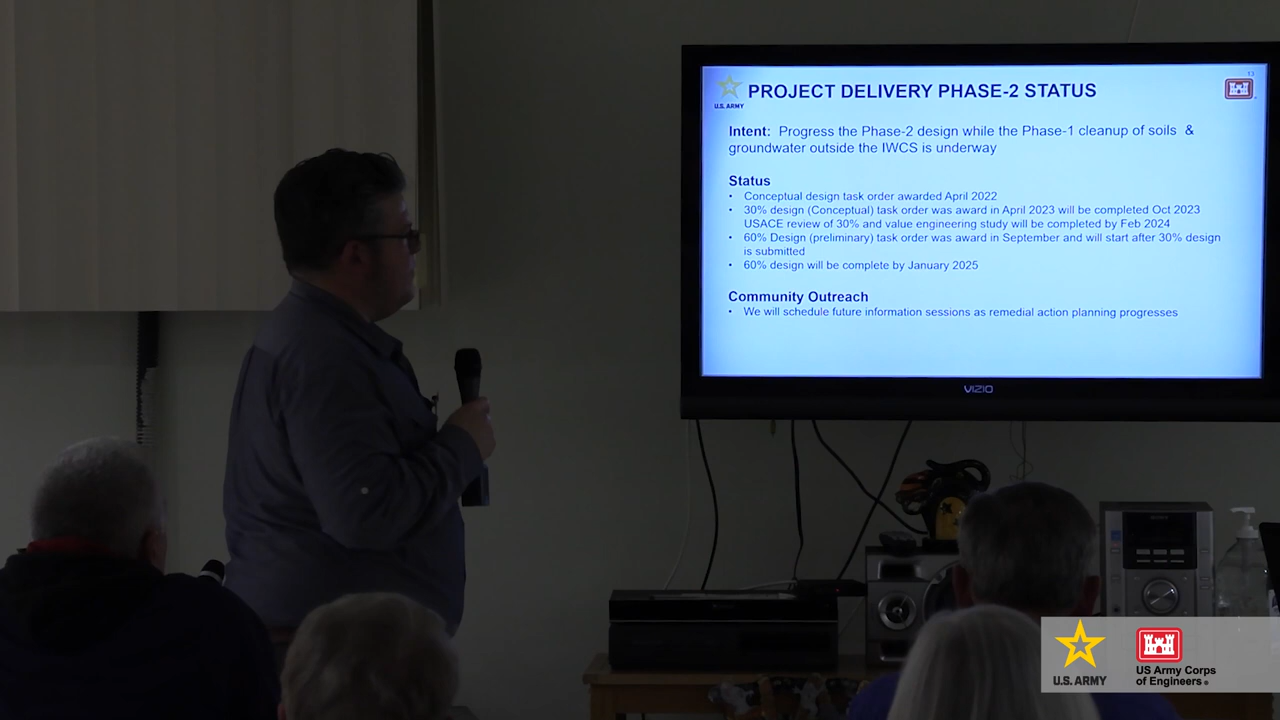 13
U.S. ARMY
PROJECT DELIVERY PHASE-2 STATUS
Intent: Progress the Phase-2 design while the Phase-1 cleanup of soils &
groundwater outside the IWCS is underway
Status
• Conceptual design task order awarded April 2022
• 30% design (Conceptual) task order was award in April 2023 will be completed Oct 2023
USACE review of 30% and value engineering study will be completed by Feb 2024
• 60% Design (preliminary) task order was award in September and will start after 30% design
is submitted
• 60% design will be complete by January 2025
Community Outreach
• We will schedule future information sessions as remedial action planning progresses
VIZIO
SONY
U.S. ARMY
US Army Corps
of Engineers®